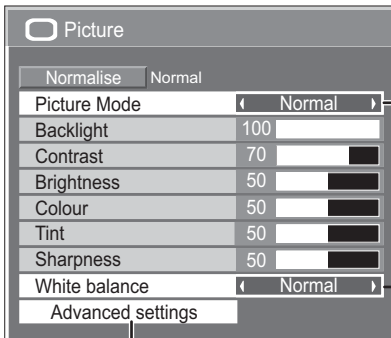 Picture
Normalise Normal
Picture Mode Normal
Backlight 100
Contrast 70
Brightness 50
Colour 50
Tint 50
Sharpness 50
White balance Normal
Advanced settings